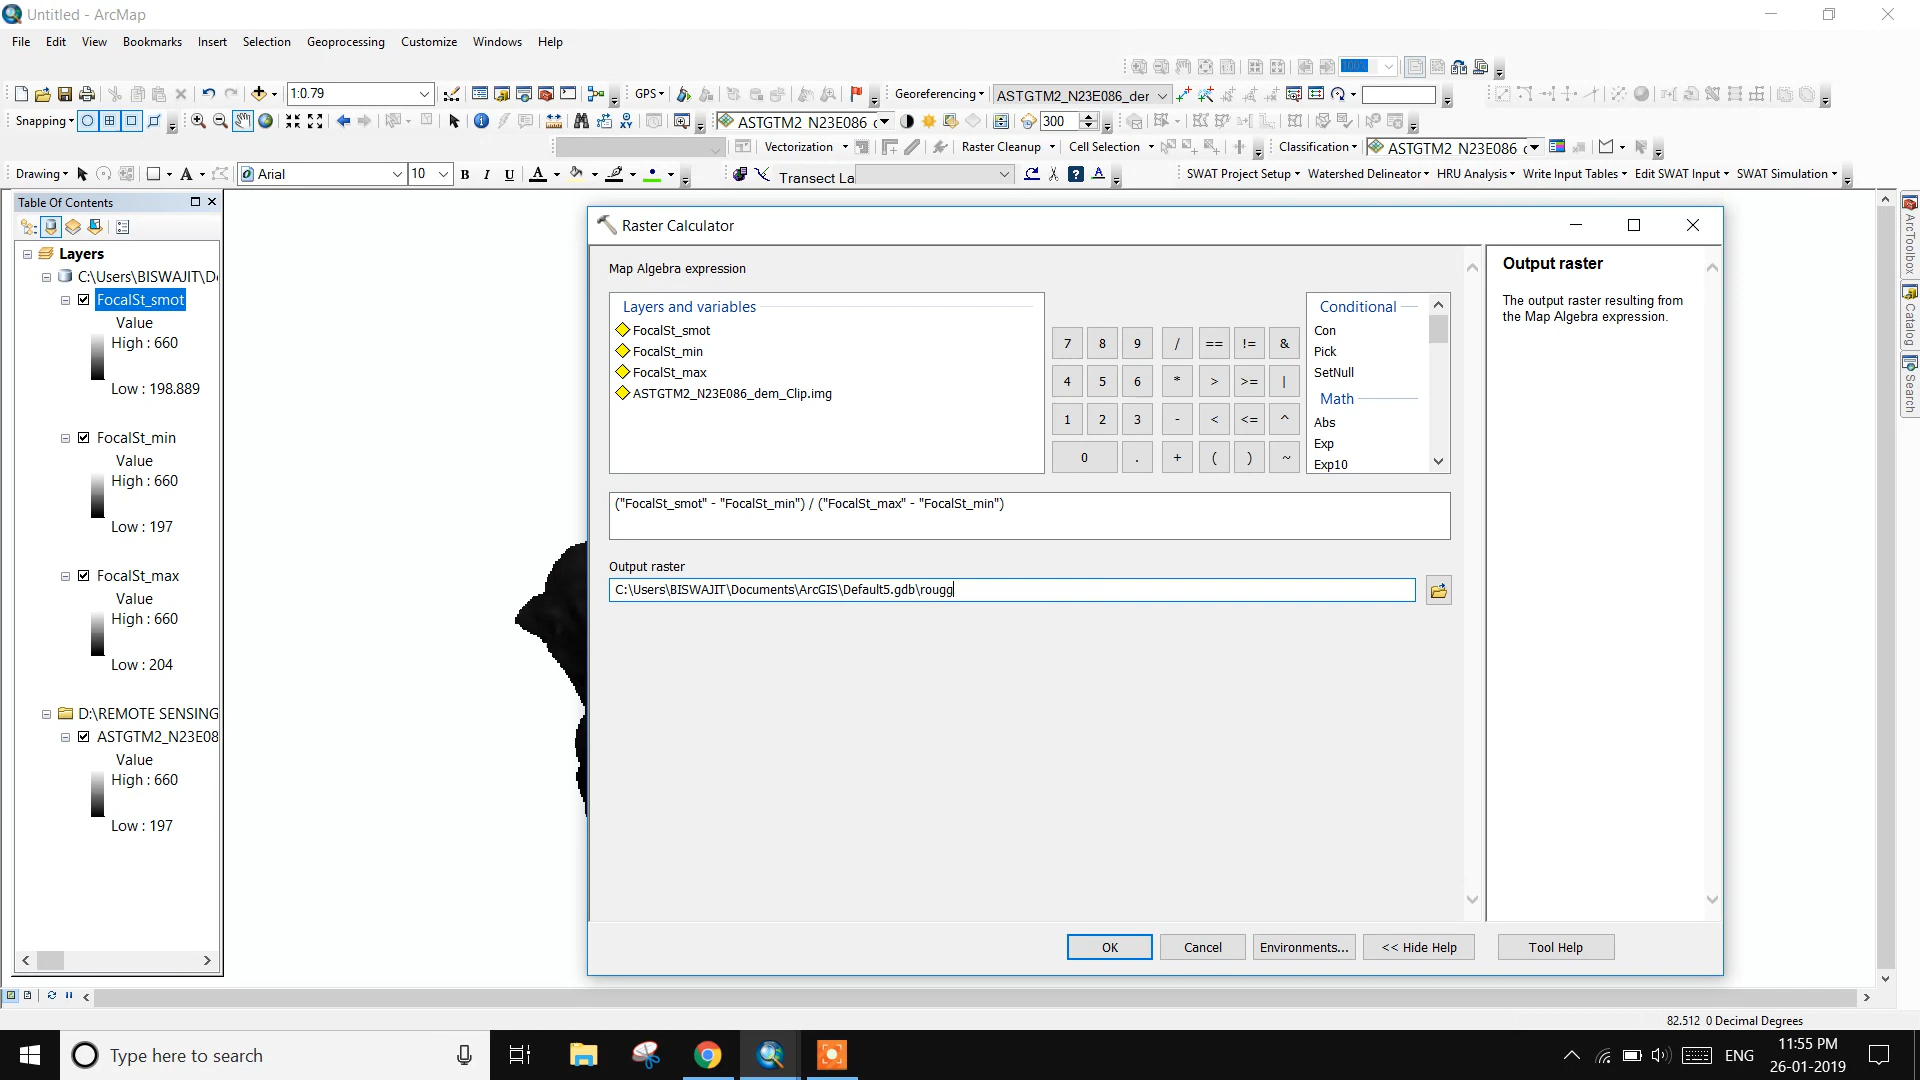 Untitled - ArcMap
File Edit View Bookmarks Insert Selection Geoprocessing Customize Windows Help
100%
1:0.79 GPS Georefencing ASTGTM2_N23E086_der
Snapping ASTGTM2 N23E086 c 300
Vectorization Raster Cleanup Cell Selection Classification ASTGTM2 N23E086 c
Drawing A Arial 10 B I U A Transect La SWAT Project Setup Watershed Delineator HRU Analysis Write Input Tables Edit SWAT Input SWAT Simulation
Table Of Contents
Layers
C:\Users\BISWAJIT\D
FocalSt_smot
Value
High : 660
Low : 198.889
FocalSt_min
Value
High : 660
Low : 197
FocalSt_max
Value
High : 660
Low : 204
D:\REMOTE SENSING
ASTGTM2_N23E08
Value
High : 660
Low : 197
Raster Calculator
Map Algebra expression
Layers and variables
FocalSt_smot
FocalSt_min
FocalSt_max
ASTGTM2_N23E086_dem_Clip.img
7 8 9 / == != &
4 5 6 * > >= |
1 2 3 - < <= ^
0 . + ( ) ~
Conditional
Con
Pick
SetNull
Math
Abs
Exp
Exp10
("FocalSt_smot" - "FocalSt_min") / ("FocalSt_max" - "FocalSt_min")
Output raster
C:\Users\BISWAJIT\Documents\ArcGIS\Default5.gdb\rougg
OK Cancel Environments... << Hide Help Tool Help
Output raster
The output raster resulting from
the Map Algebra expression.
ArcToolbox
Catalog
Search
82.512 0 Decimal Degrees
Type here to search
ENG
11:55 PM
26-01-2019